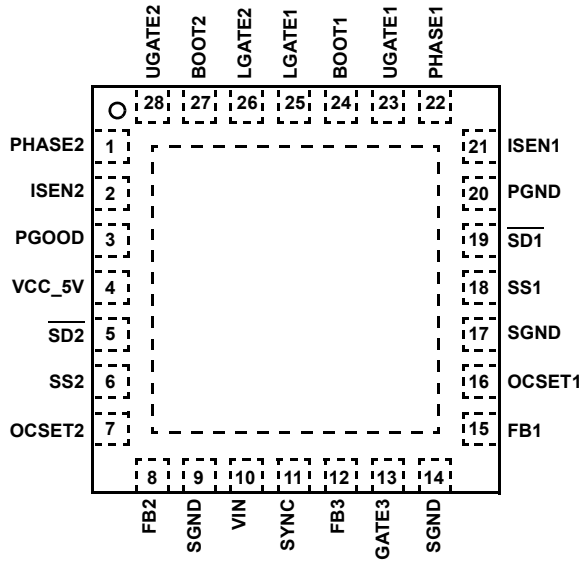 UGATE2 BOOT2 LGATE2 LGATE1 BOOT1 UGATE1 PHASE1
28 27 26 25 24 23 22
PHASE2 1 21 ISEN1
ISEN2 2 20 PGND
PGOOD 3 19 SD1
VCC_5V 4 18 SS1
SD2 5 17 SGND
SS2 6 16 OCSET1
OCSET2 7 15 FB1
8 9 10 11 12 13 14
FB2 SGND VIN SYNC FB3 GATE3 SGND